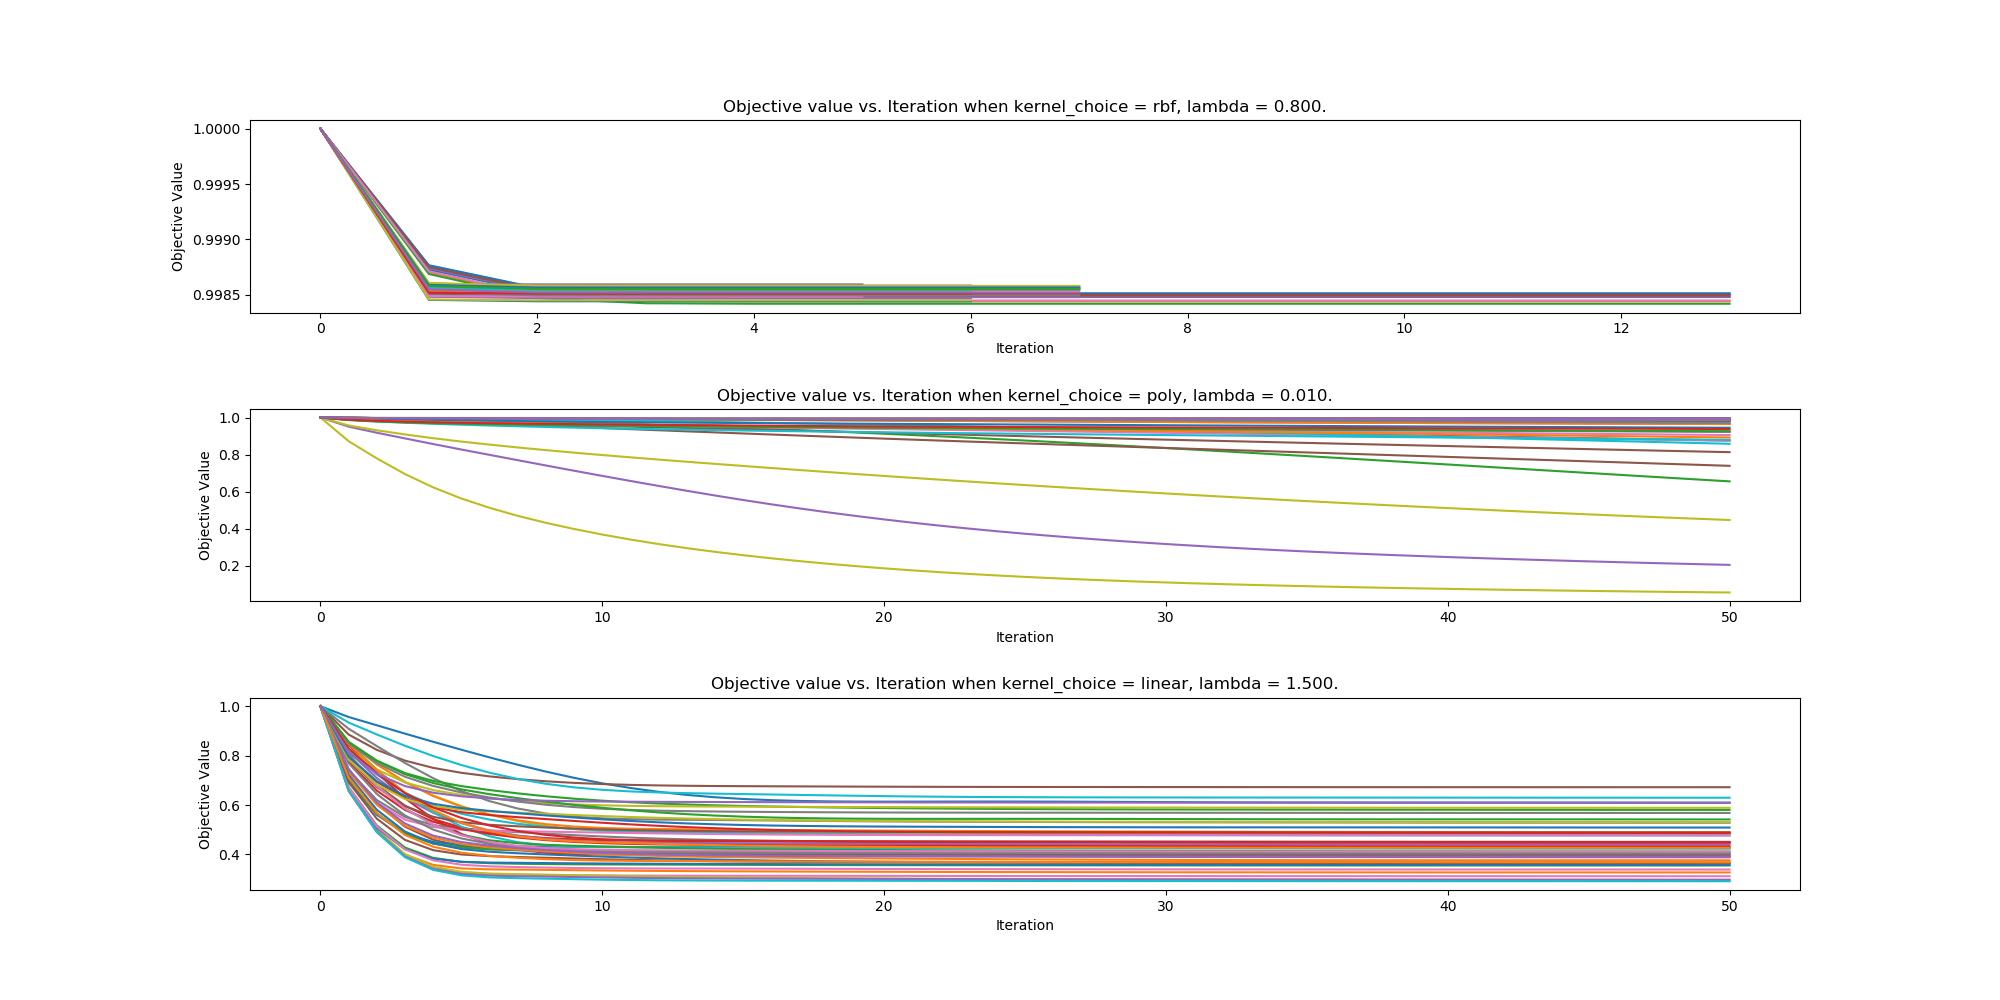 Objective value vs. Iteration when kernel_choice = rbf, lambda = 0.800.
1.0000
0.9995
0.9990
0.9985
Objective Value
0 2 4 6 8 10 12
Iteration
Objective value vs. Iteration when kernel_choice = poly, lambda = 0.010.
1.0
0.8
0.6
0.4
0.2
Objective Value
0 10 20 30 40 50
Iteration
Objective value vs. Iteration when kernel_choice = linear, lambda = 1.500.
1.0
0.8
0.6
0.4
Objective Value
0 10 20 30 40 50
Iteration